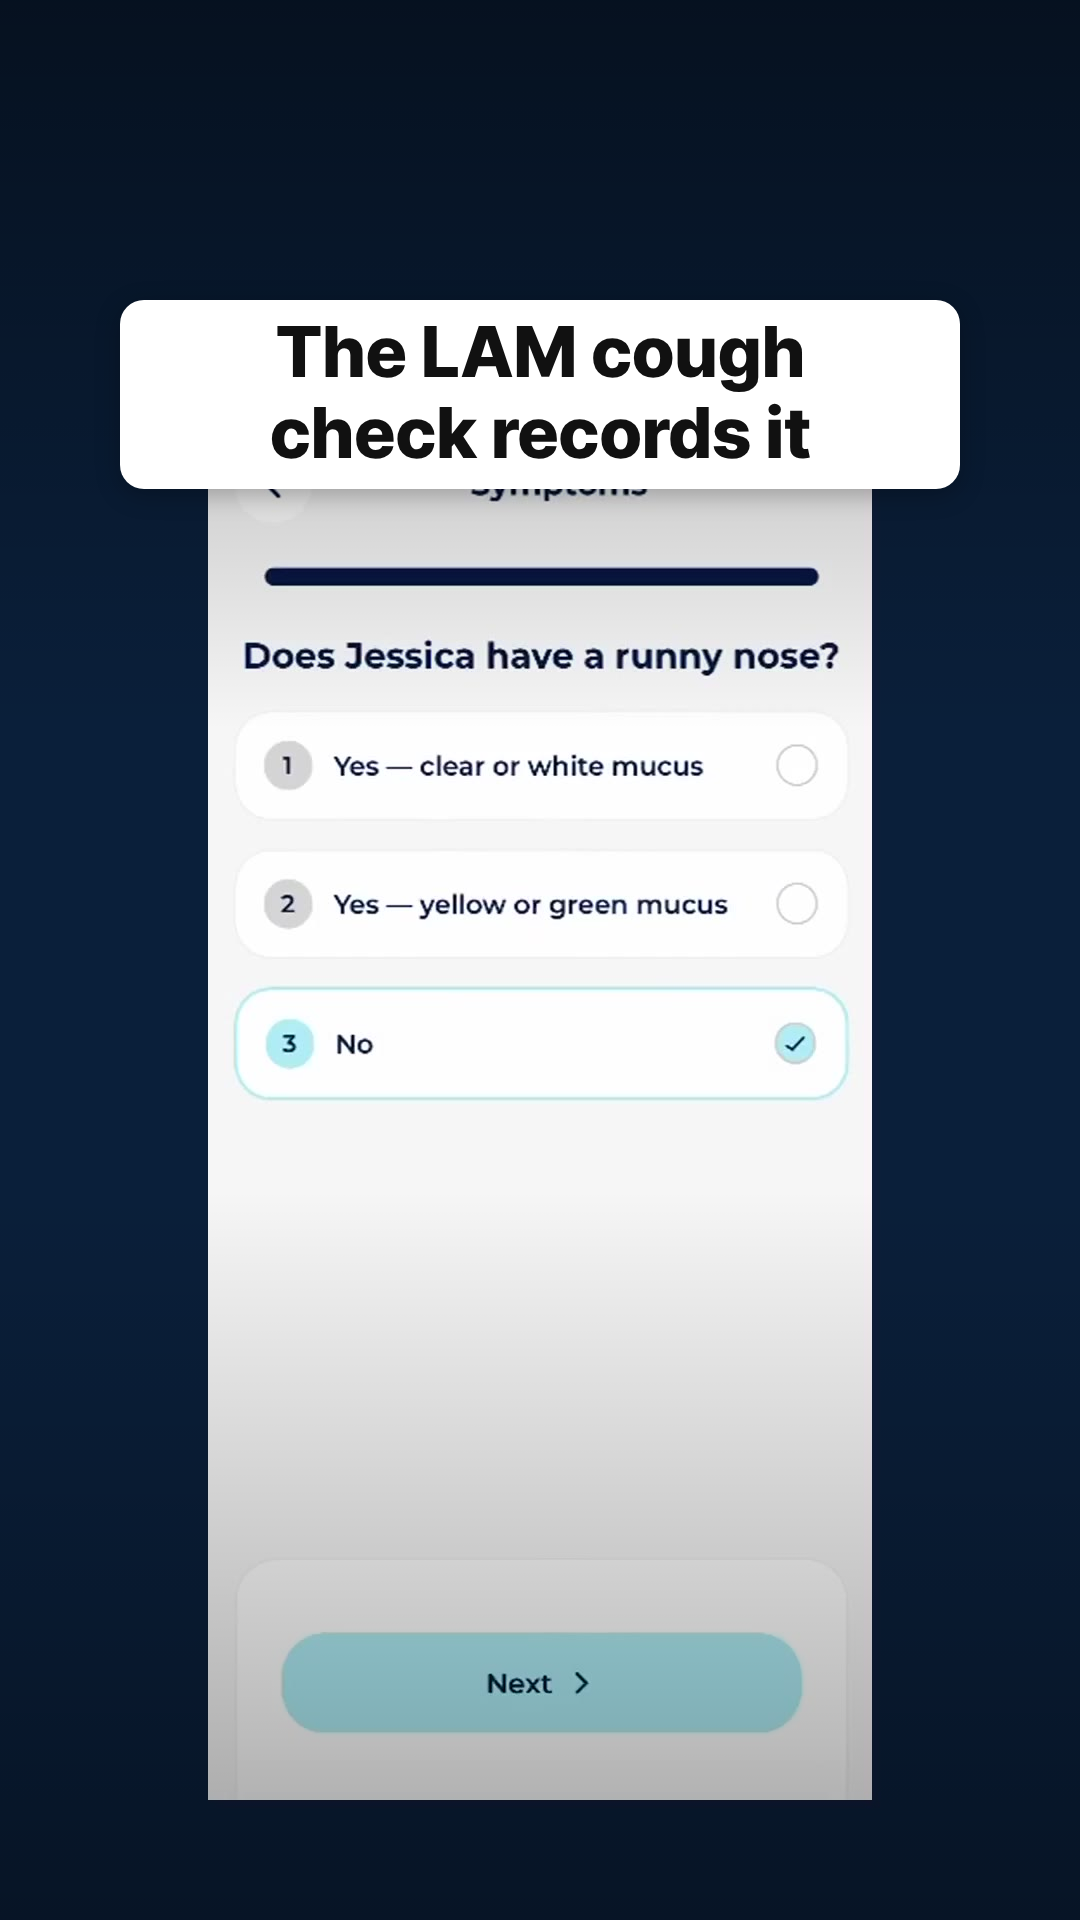 The LAM cough
check records it
Symptoms
Does Jessica have a runny nose?
1 Yes — clear or white mucus
2 Yes — yellow or green mucus
3 No
Next